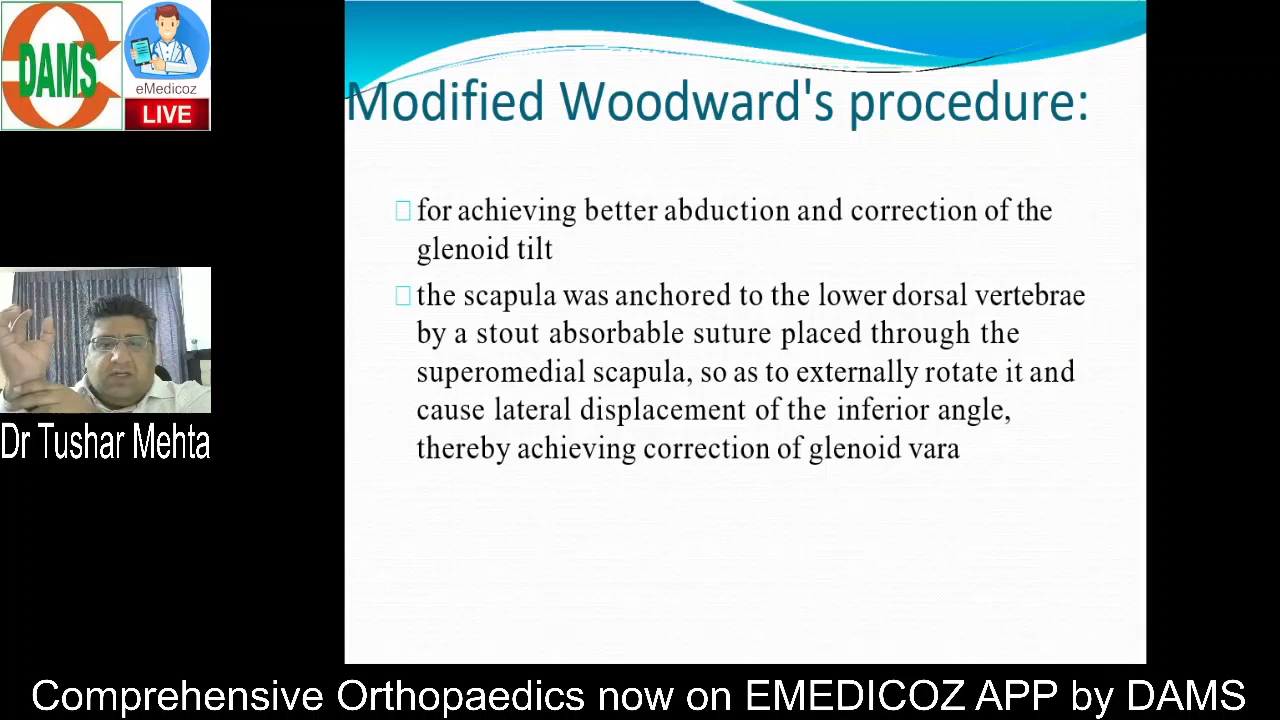 DAMS
eMedicoz
LIVE
Modified Woodward's procedure:
for achieving better abduction and correction of the
glenoid tilt
the scapula was anchored to the lower dorsal vertebrae
by a stout absorbable suture placed through the
superomedial scapula, so as to externally rotate it and
cause lateral displacement of the inferior angle,
thereby achieving correction of glenoid vara
Dr Tushar Mehta
Comprehensive Orthopaedics now on EMEDICOZ APP by DAMS